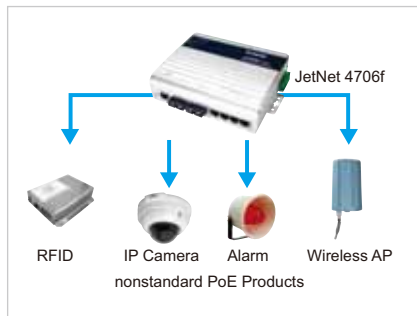 JetNet 4706f
RFID
IP Camera
Alarm
Wireless AP
nonstandard PoE Products